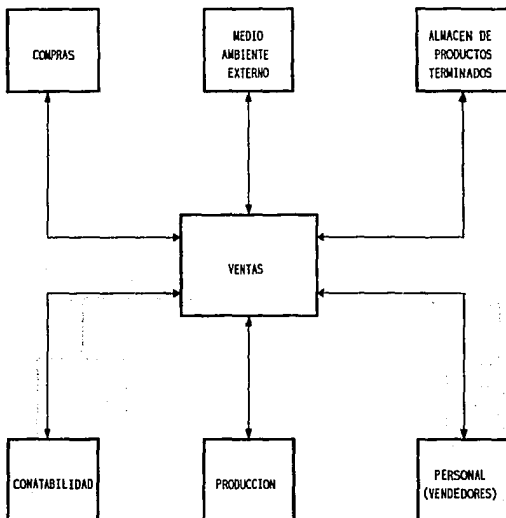 COMPRAS
MEDIO
AMBIENTE
EXTERNO
ALMACEN DE
PRODUCTOS
TERMINADOS
VENTAS
CONATABILIDAD
PRODUCCION
PERSONAL
(VENDEDORES)